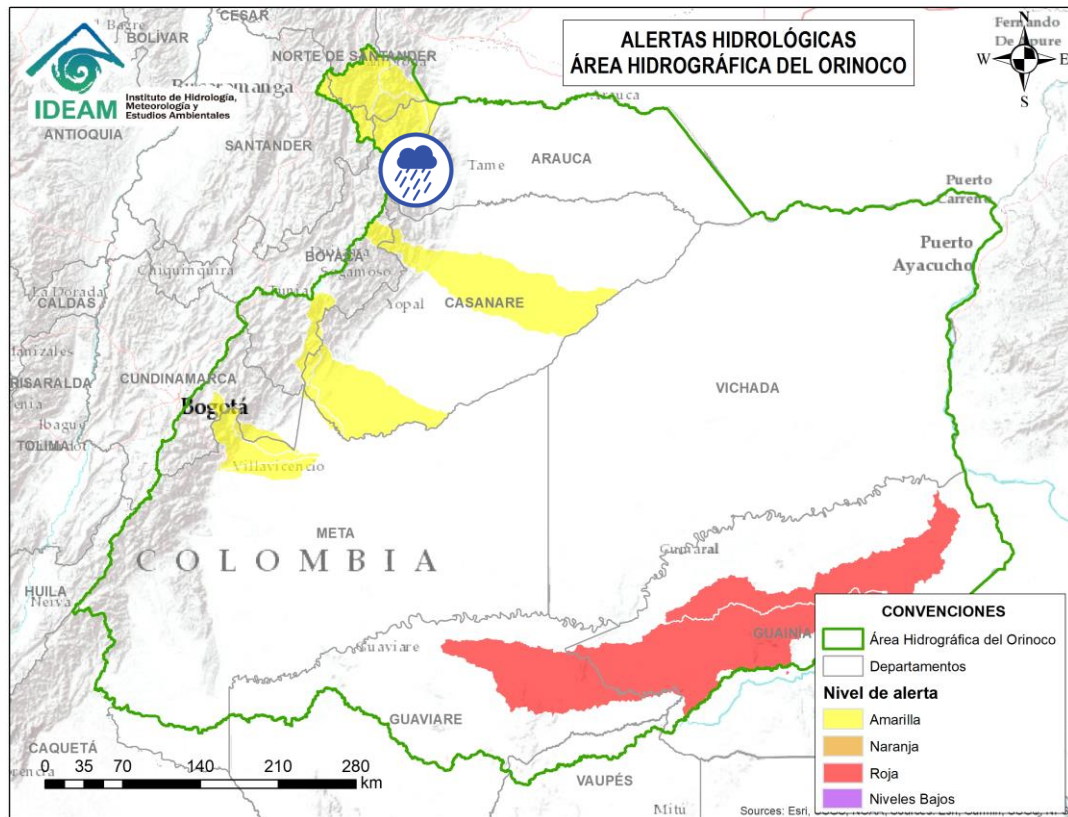 Bagre
CESAR
BOLÍVAR
Fernando
De Apure
ALERTAS HIDROLÓGICAS
ÁREA HIDROGRÁFICA DEL ORINOCO
N
W
E
S
NORTE DE SANTANDER
IDEAM
Instituto de Hidrología,
Meteorología y
Estudios Ambientales
ANTIOQUIA
SANTANDER
Arauca
Tame
ARAUCA
Puerto
Carreño
Puerto
Ayacucho
BOYACÁ
Sogamoso
Chiquinquirá
Tunja
La Dorada
CALDAS
Yopal
CASANARE
RISARALDA
CUNDINAMARCA
VICHADA
Bogotá
Ibagué
TOLIMA
Villavicencio
META
COLOMBIA
Cumaral
HUILA
Neiva
Guaviare
GUAINÍA
GUAVIARE
CAQUETÁ
VAUPÉS
Mitú
0 35 70 140 210 280
km
CONVENCIONES
Área Hidrográfica del Orinoco
Departamentos
Nivel de alerta
Amarilla
Naranja
Roja
Niveles Bajos
Sources: Esri,